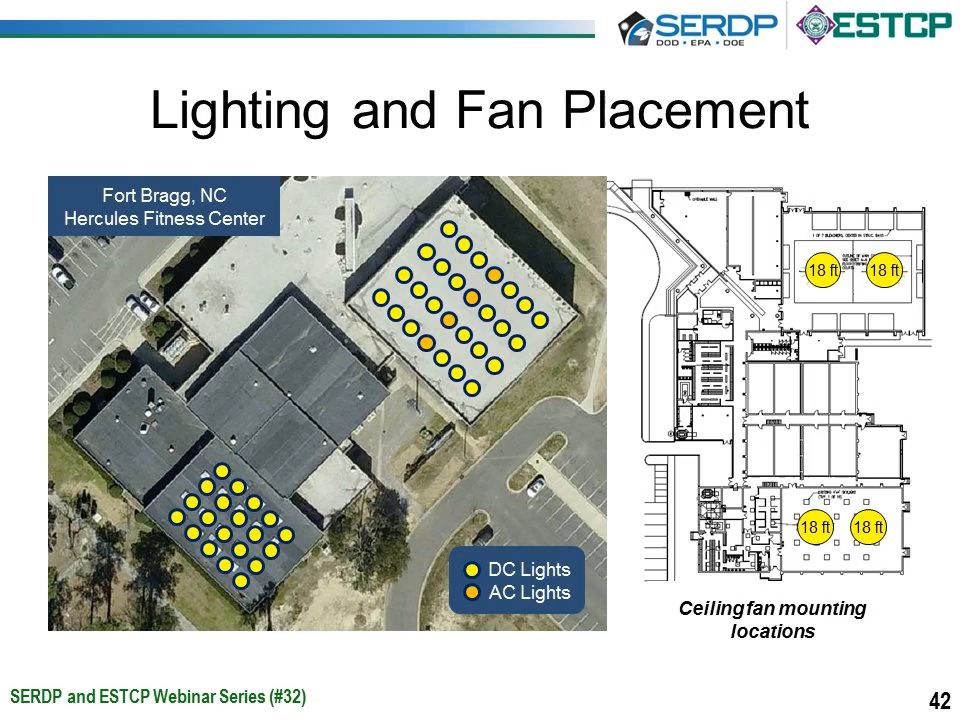 SERDP
DOD • EPA • DOE
ESTCP
Lighting and Fan Placement
Fort Bragg, NC
Hercules Fitness Center
DC Lights
AC Lights
18 ft
18 ft
18 ft
18 ft
Ceiling fan mounting
locations
SERDP and ESTCP Webinar Series (#32)
42